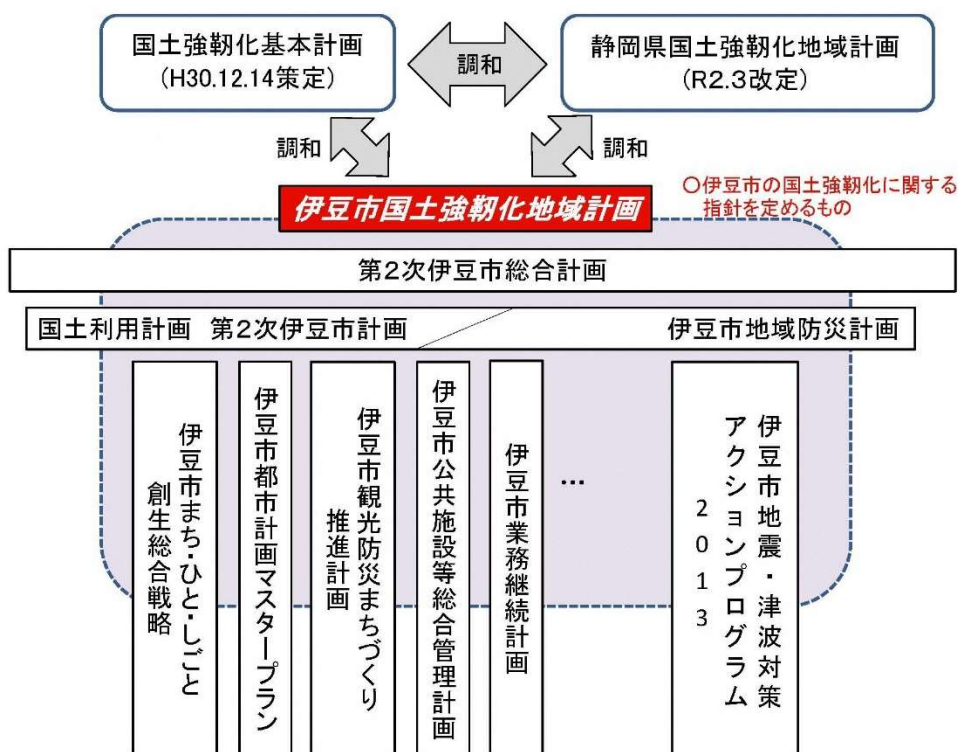 国土強靭化基本計画
(H30.12.14策定)
調和
静岡県国土強靭化地域計画
(R2.3改定)
調和
調和
伊豆市国土強靭化地域計画
○伊豆市の国土強靭化に関する
指針を定めるもの
第2次伊豆市総合計画
国土利用計画 第2次伊豆市計画
伊豆市地域防災計画
伊豆市まち・ひと・しごと
創生総合戦略
伊豆市都市計画マスタープラン
伊豆市観光防災まちづくり
推進計画
伊豆市公共施設等総合管理計画
伊豆市業務継続計画
…
伊豆市地震・津波対策
アクションプログラム
2013